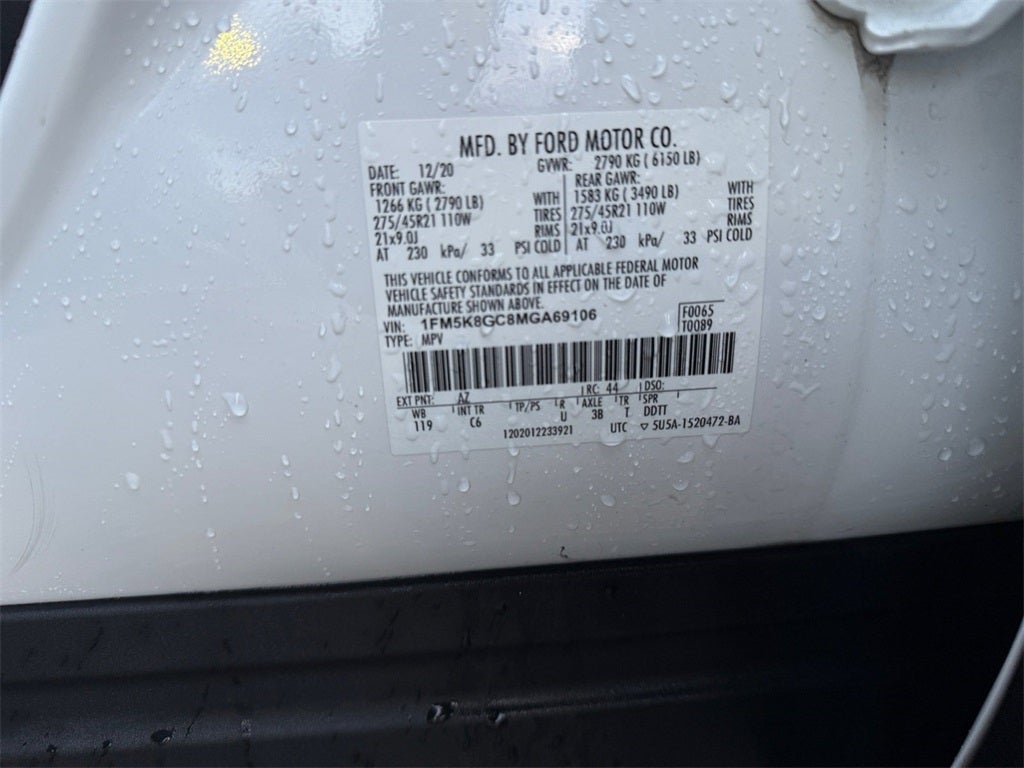 MFD. BY FORD MOTOR CO.
DATE: 12/20 GVWR: 2790 KG ( 6150 LB)
FRONT GAWR: REAR GAWR:
1266 KG ( 2790 LB) WITH 1583 KG ( 3490 LB) WITH
275/45R21 110W TIRES 275/45R21 110W TIRES
21x9.0J RIMS 21x9.0J RIMS
AT 230 kPa/ 33 PSI COLD AT 230 kPa/ 33 PSI COLD
THIS VEHICLE CONFORMS TO ALL APPLICABLE FEDERAL MOTOR
VEHICLE SAFETY STANDARDS IN EFFECT ON THE DATE OF
MANUFACTURE SHOWN ABOVE.
VIN: 1FM5K8GC8MGA69106 F0065
TYPE: MPV T0089
EXT PNT: AZ RC: 44 DSO:
WB INT TR TP/PS R AXLE TR SPR
119 C6 U 3B T. DDTT
1202012233921 UTC ▽ 5U5A-1520472-BA